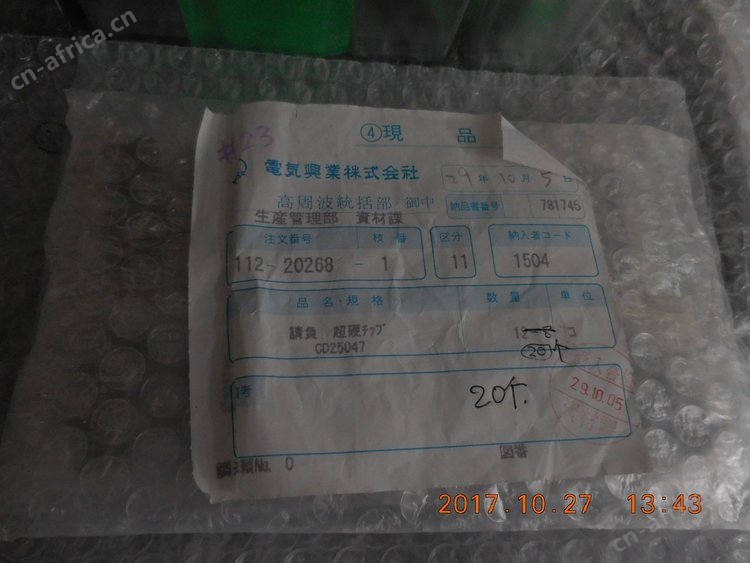 cn-africa.cn
#23
④現 品
電気興業株式会社
29年10月5日
高周波統括部 御中
納品書番号 781745
生産管理部 資材課
注文番号 枝番 区分 納入者コード
112-20268 - 1 11 1504
品名・規格 数量 単位
請負 超硬チップ コ
CD25047
20个
考
20个.
29.10.05
No. 0
図番
2017.10.27 13:43
cn-africa.cn